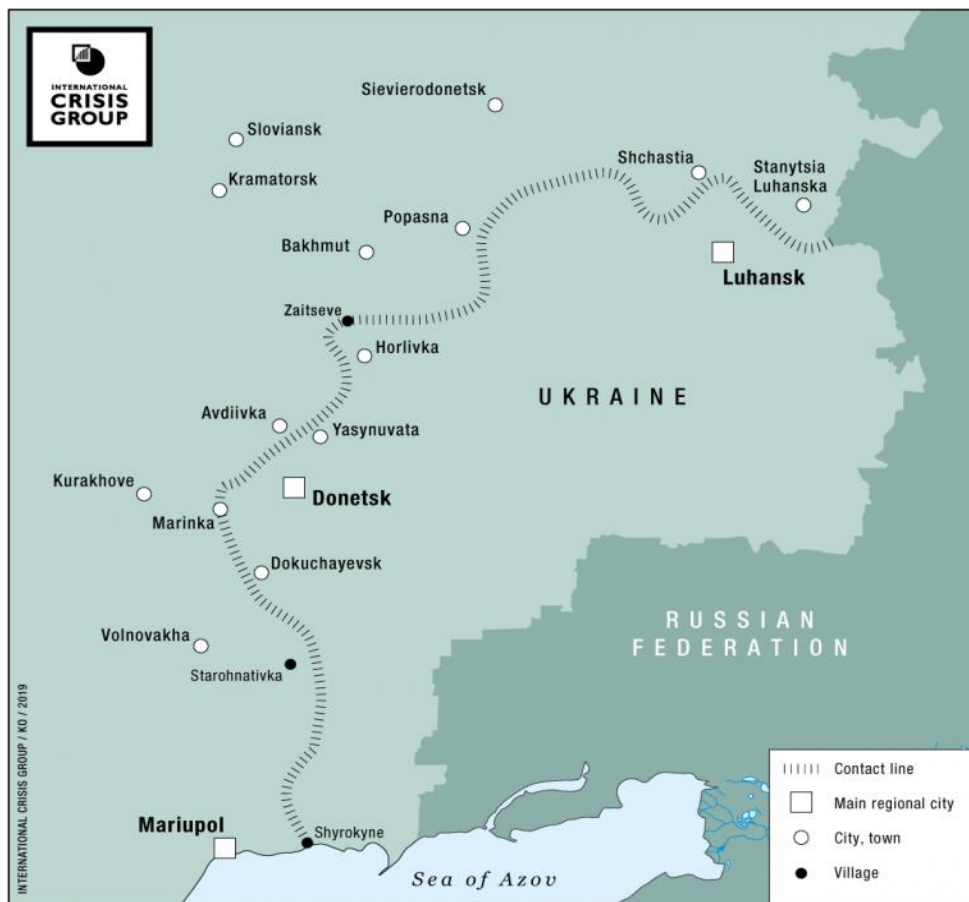 INTERNATIONAL
CRISIS
GROUP
Sievierodonetsk
Sloviansk
Kramatorsk
Shchastia
Stanytsia
Luhanska
Popasna
Bakhmut
Luhansk
Zaitseve
Horlivka
UKRAINE
Avdiivka
Yasynuvata
Kurakhove
Donetsk
Marinka
Dokuchayevsk
RUSSIAN
FEDERATION
Volnovakha
Starohnativka
Mariupol
Shyrokyne
Sea of Azov
Contact line
Main regional city
City, town
Village
INTERNATIONAL CRISIS GROUP / KO / 2019